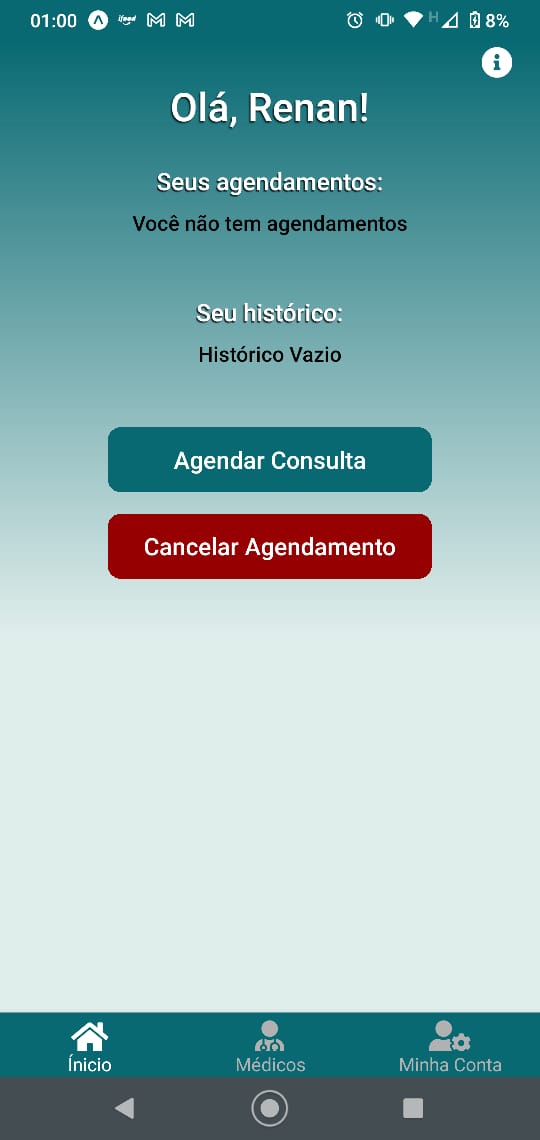 01:00 ifood H 8%
Olá, Renan!
Seus agendamentos:
Você não tem agendamentos
Seu histórico:
Histórico Vazio
Agendar Consulta
Cancelar Agendamento
Ínicio Médicos Minha Conta